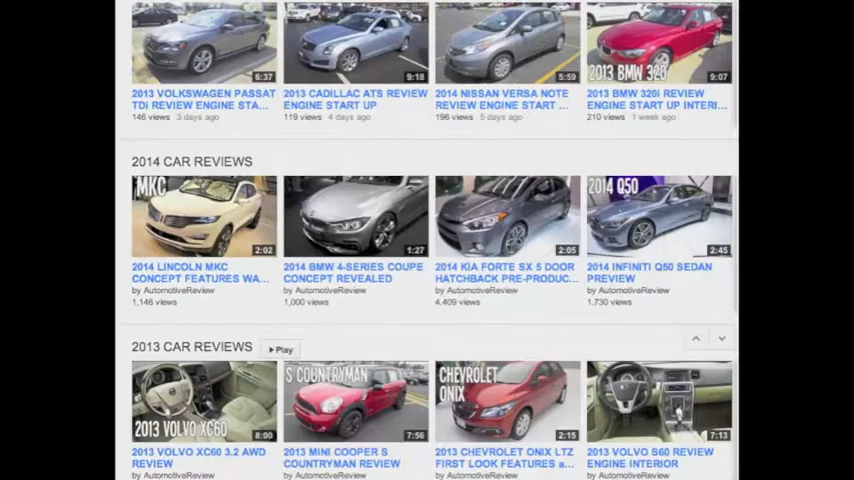 6:37
9:18
5:59
2013 BMW 320
9:07
2013 VOLKSWAGEN PASSAT
TDi REVIEW ENGINE STA...
146 views 3 days ago
2013 CADILLAC ATS REVIEW
ENGINE START UP
119 views 4 days ago
2014 NISSAN VERSA NOTE
REVIEW ENGINE START ...
196 views 5 days ago
2013 BMW 320i REVIEW
ENGINE START UP INTERI...
210 views 1 week ago
2014 CAR REVIEWS
MKC
2:02
1:27
2:05
2014 Q50
2:45
2014 LINCOLN MKC
CONCEPT FEATURES WA...
by AutomotiveReview
1,146 views
2014 BMW 4-SERIES COUPE
CONCEPT REVEALED
by AutomotiveReview
1,000 views
2014 KIA FORTE SX 5 DOOR
HATCHBACK PRE-PRODUC...
by AutomotiveReview
4,409 views
2014 INFINITI Q50 SEDAN
PREVIEW
by AutomotiveReview
1,730 views
2013 CAR REVIEWS
Play
2013 VOLVO XC60
8:00
S COUNTRYMAN
7:56
CHEVROLET
ONIX
2:15
7:13
2013 VOLVO XC60 3.2 AWD
REVIEW
by AutomotiveReview
2013 MINI COOPER S
COUNTRYMAN REVIEW
by AutomotiveReview
2013 CHEVROLET ONIX LTZ
FIRST LOOK FEATURES a...
by AutomotiveReview
2013 VOLVO S60 REVIEW
ENGINE INTERIOR
by AutomotiveReview